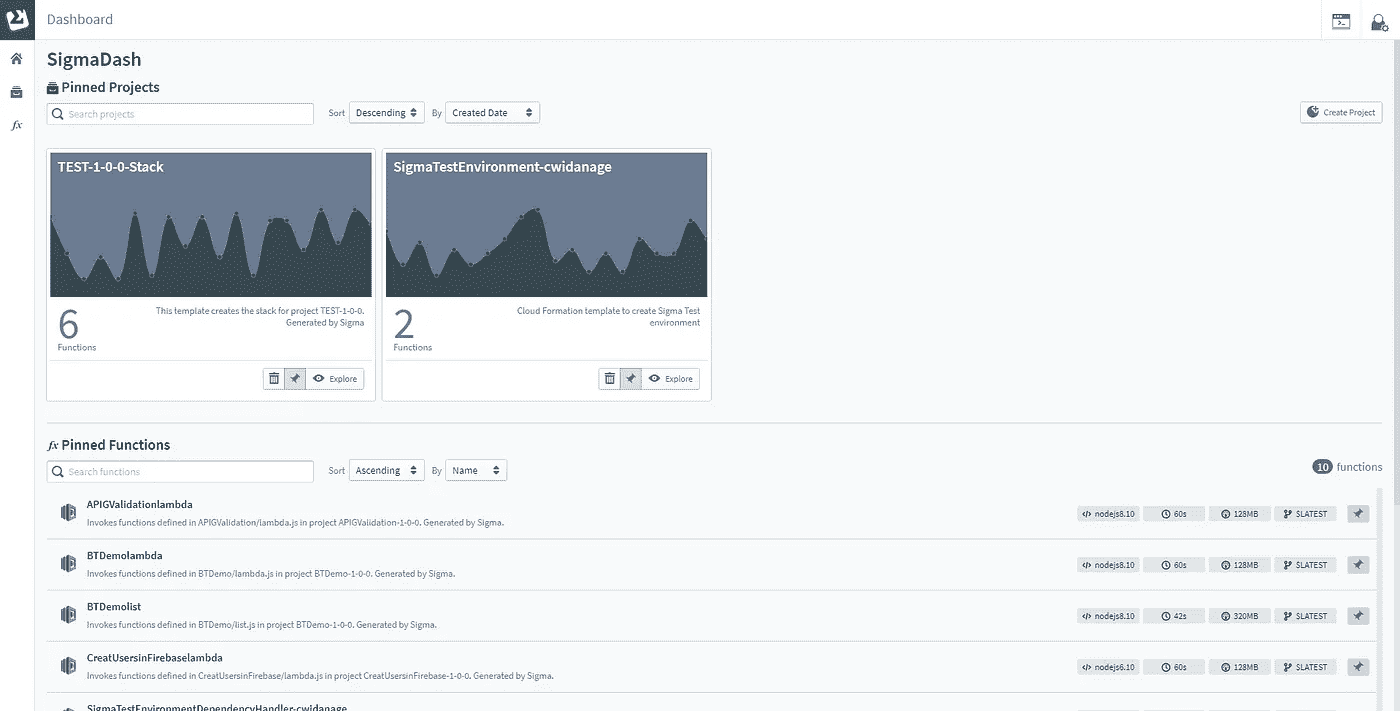 Dashboard
SigmaDash
Pinned Projects
Search projects
Sort
Descending
By
Created Date
Create Project
TEST-1-0-0-Stack
6
Functions
This template creates the stack for project TEST-1-0-0.
Generated by Sigma
Explore
SigmaTestEnvironment-cwidanage
2
Functions
Cloud Formation template to create Sigma Test
environment
Explore
fx Pinned Functions
Search functions
Sort
Ascending
By
Name
10 functions
fx
APIGValidationlambda
Invokes functions defined in APIGValidation/lambda.js in project APIGValidation-1-0-0. Generated by Sigma.
nodejs8.10
60s
128MB
SLATEST
BTDemolambda
Invokes functions defined in BTDemo/lambda.js in project BTDemo-1-0-0. Generated by Sigma.
nodejs8.10
60s
128MB
SLATEST
BTDemolist
Invokes functions defined in BTDemo/list.js in project BTDemo-1-0-0. Generated by Sigma.
nodejs8.10
42s
320MB
SLATEST
CreatUsersinFirebaselambda
Invokes functions defined in CreatUsersinFirebase/lambda.js in project CreatUsersinFirebase-1-0-0. Generated by Sigma.
nodejs6.10
60s
128MB
SLATEST
SigmaTestEnvironmentDependencyHandler-cwidanage